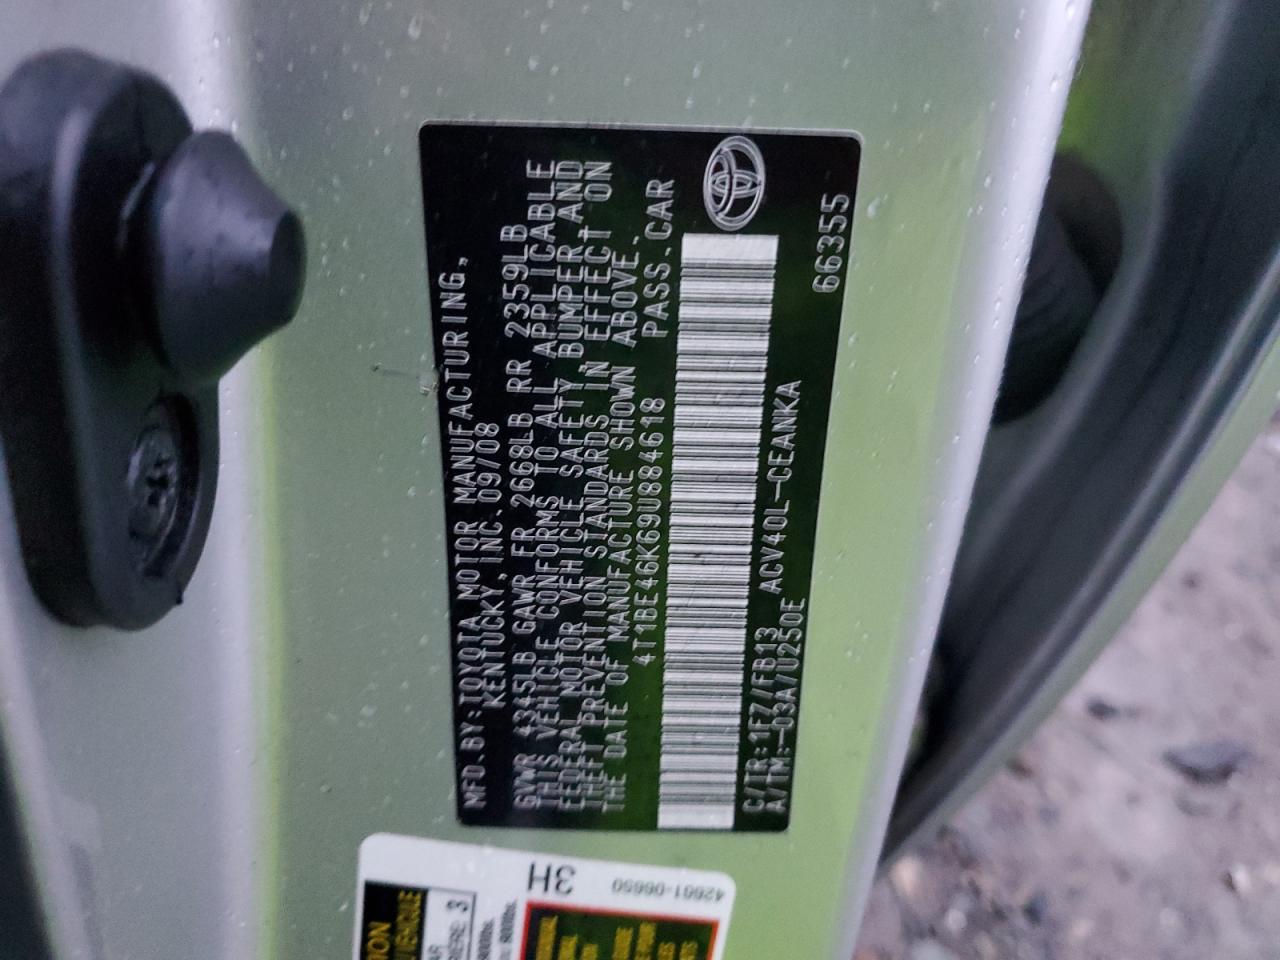 MFD.BY:TOYOTA MOTOR MANUFACTURING,
KENTUCKY, INC. 09/08
GVWR 4345LB GAWR FR 2668LB RR 2359LB
THIS VEHICLE CONFORMS TO ALL APPLICABLE
FEDERAL MOTOR VEHICLE SAFETY,BUMPER,AND
THEFT PREVENTION STANDARDS IN EFFECT ON
THE DATE OF MANUFACTURE SHOWN ABOVE.
4T1BE46K69U884618 PASS.CAR
C/TR:1FZ/FB13 ACV40L-CEANKA
A/TM:-03A/U250E
66355
3H
42661-06650
3